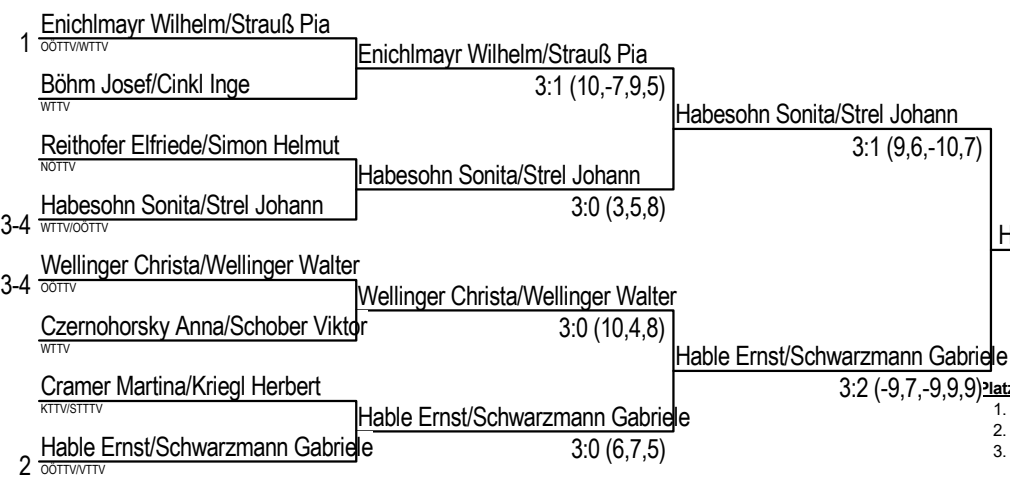 Enichlmayr Wilhelm/Strauß Pia
1
OÖTTV/WTTV
Enichlmayr Wilhelm/Strauß Pia
Böhm Josef/Cinkl Inge
3:1 (10,-7,9,5)
WTTV
Habesohn Sonita/Strel Johann
Reithofer Elfriede/Simon Helmut
3:1 (9,6,-10,7)
NÖTTV
Habesohn Sonita/Strel Johann
Habesohn Sonita/Strel Johann
3:0 (3,5,8)
3-4
WTTV/OÖTTV
H
Wellinger Christa/Wellinger Walter
3-4
OÖTTV
Wellinger Christa/Wellinger Walter
Czernohorsky Anna/Schober Viktor
3:0 (10,4,8)
WTTV
Hable Ernst/Schwarzmann Gabriele
Cramer Martina/Kriegl Herbert
3:2 (-9,7,-9,9,9)
Platz
KTTV/STTTV
1.
Hable Ernst/Schwarzmann Gabriele
2.
Hable Ernst/Schwarzmann Gabriele
3:0 (6,7,5)
3.
2
OÖTTV/VTTV